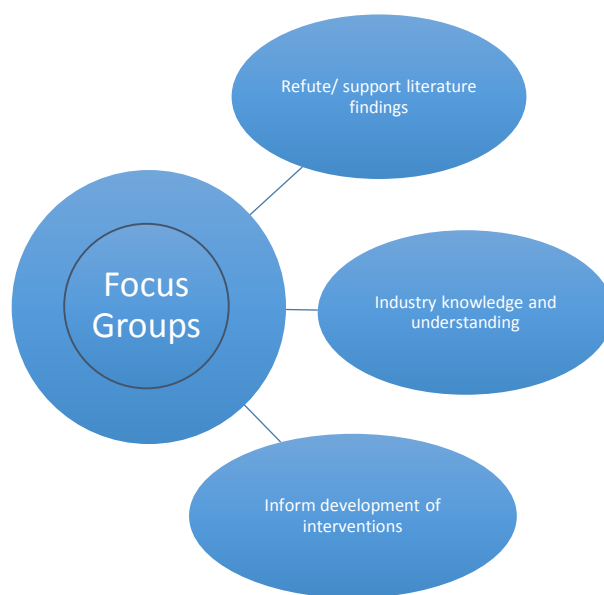 Refute/ support literature
findings
Focus
Groups
Industry knowledge and
understanding
Inform development of
interventions